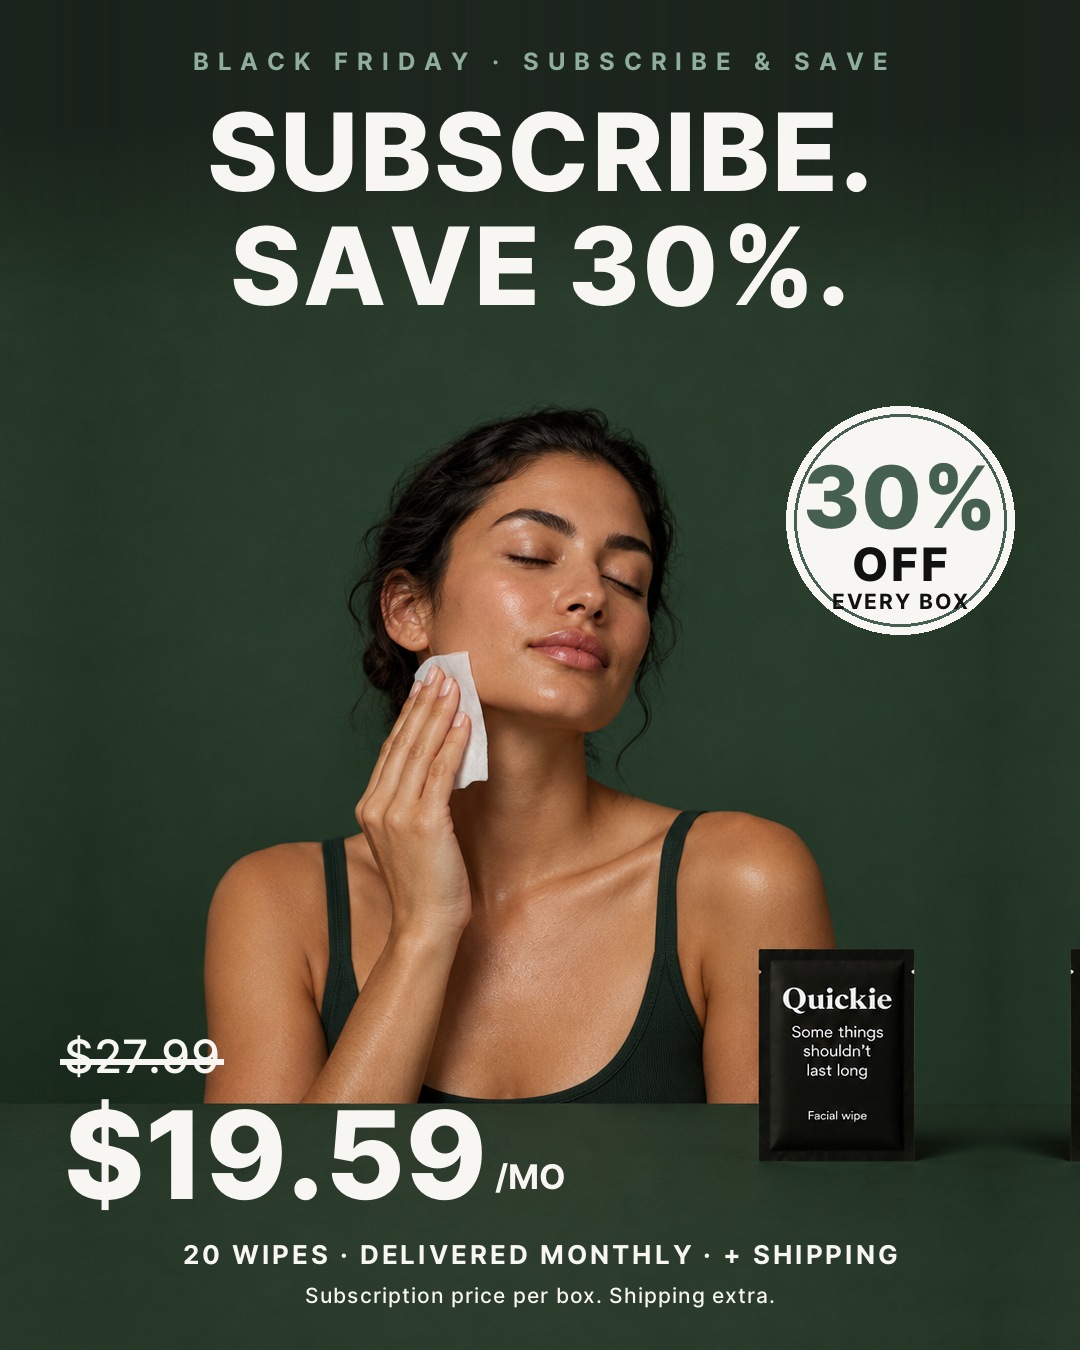 BLACK FRIDAY · SUBSCRIBE & SAVE
SUBSCRIBE.
SAVE 30%.
30%
OFF
EVERY BOX
Quickie
Some things
shouldn't
last long
Facial wipe
$27.99
$19.59 /MO
20 WIPES · DELIVERED MONTHLY · + SHIPPING
Subscription price per box. Shipping extra.